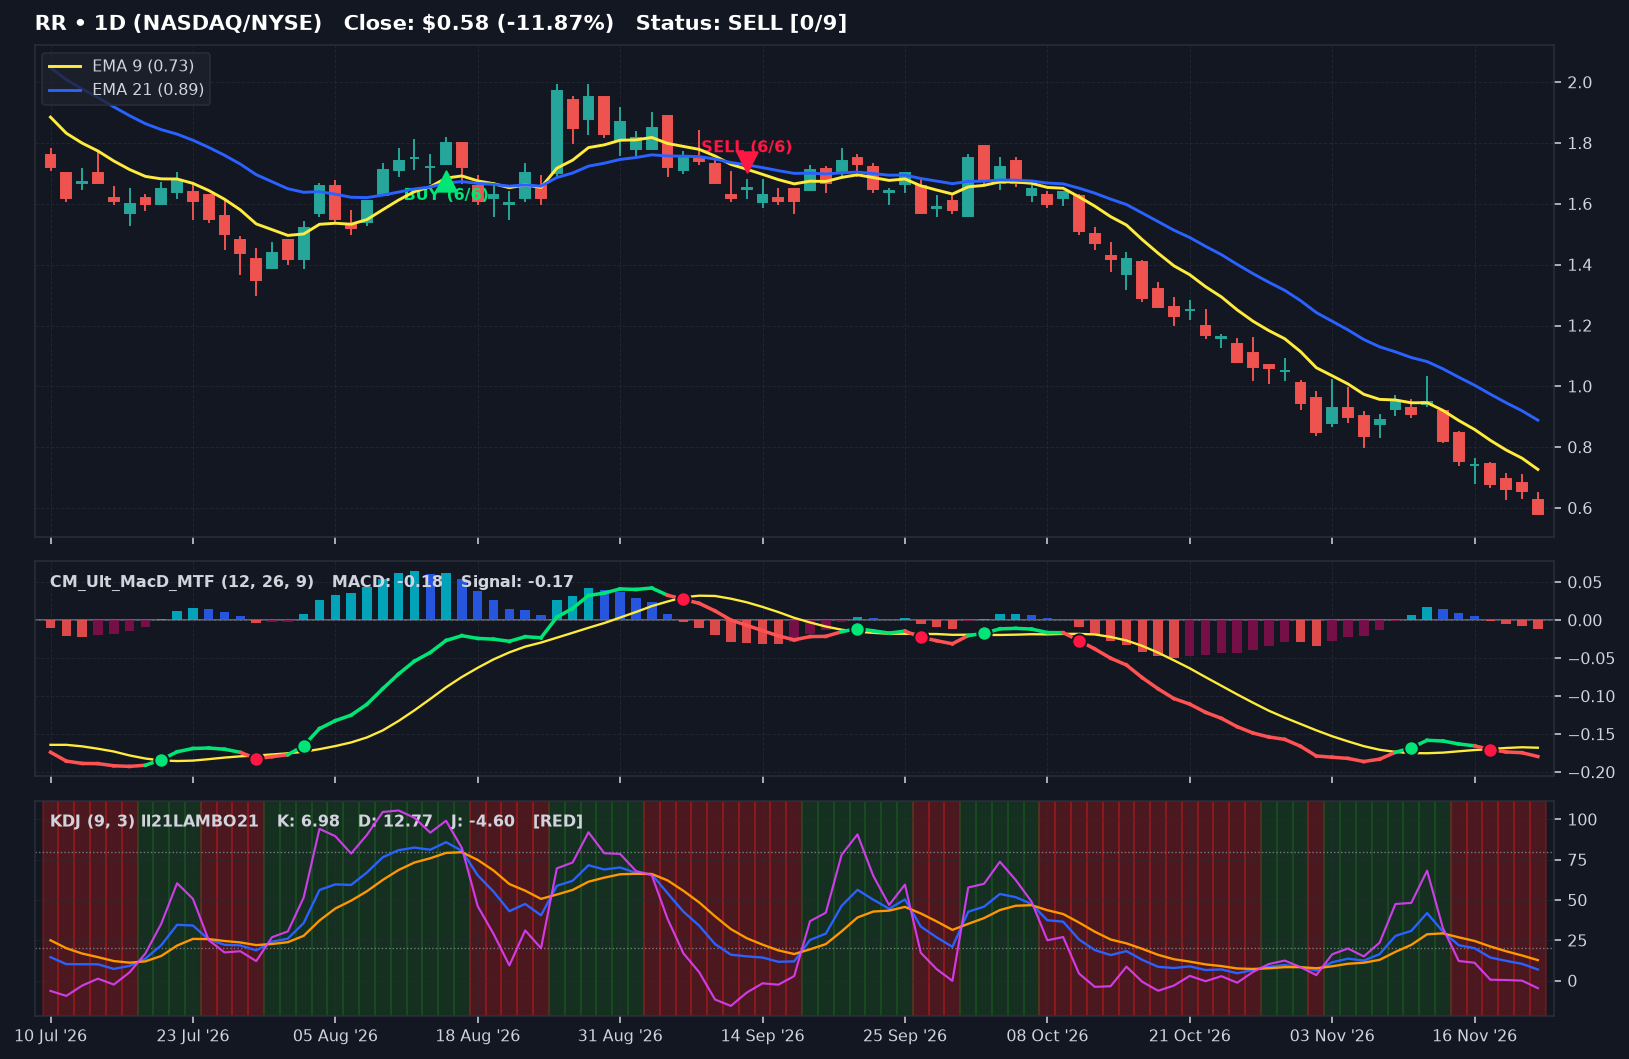 RR • 1D (NASDAQ/NYSE)   Close: $0.58 (-11.87%)   Status: SELL [0/9]
EMA 9 (0.73)
EMA 21 (0.89)
SELL (6/6)
BUY (6/6)
2.0
1.8
1.6
1.4
1.2
1.0
0.8
0.6
CM_Ult_MacD_MTF (12, 26, 9)   MACD: -0.18   Signal: -0.17
0.05
0.00
−0.05
−0.10
−0.15
−0.20
KDJ (9, 3) II21LAMBO21   K: 6.98   D: 12.77   J: -4.60   [RED]
100
75
50
25
0
10 Jul '26
23 Jul '26
05 Aug '26
18 Aug '26
31 Aug '26
14 Sep '26
25 Sep '26
08 Oct '26
21 Oct '26
03 Nov '26
16 Nov '26